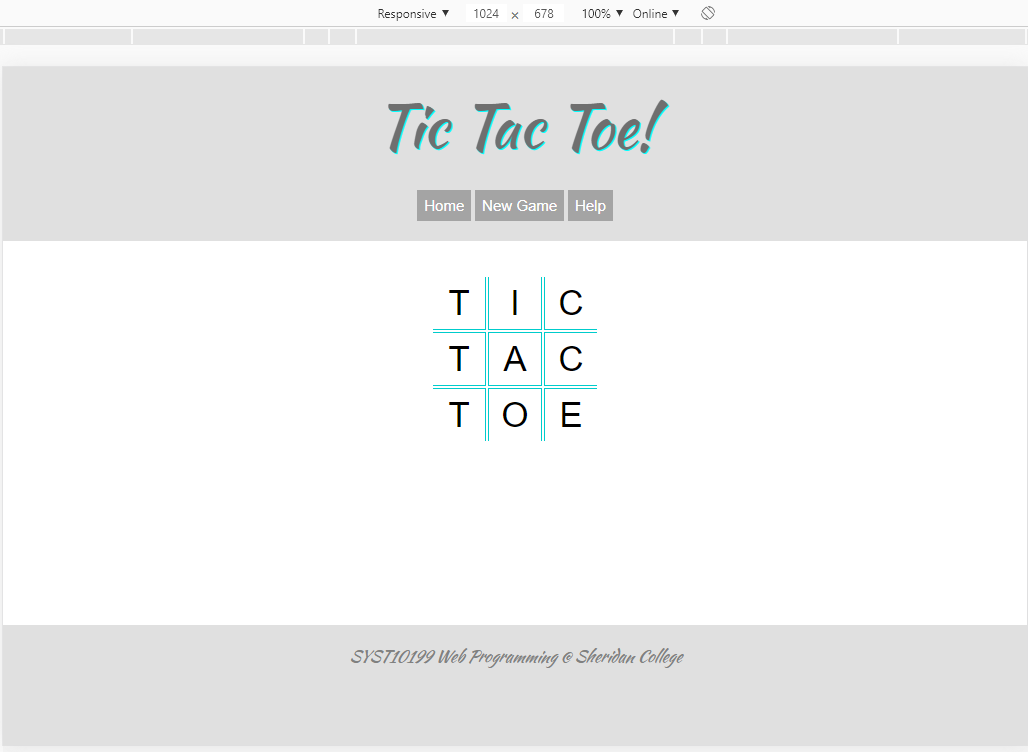 Responsive ▼ 1024 × 678 100% ▼ Online ▼
Tic Tac Toe!
Home New Game Help
T I C
T A C
T O E
SYST10199 Web Programming @ Sheridan College